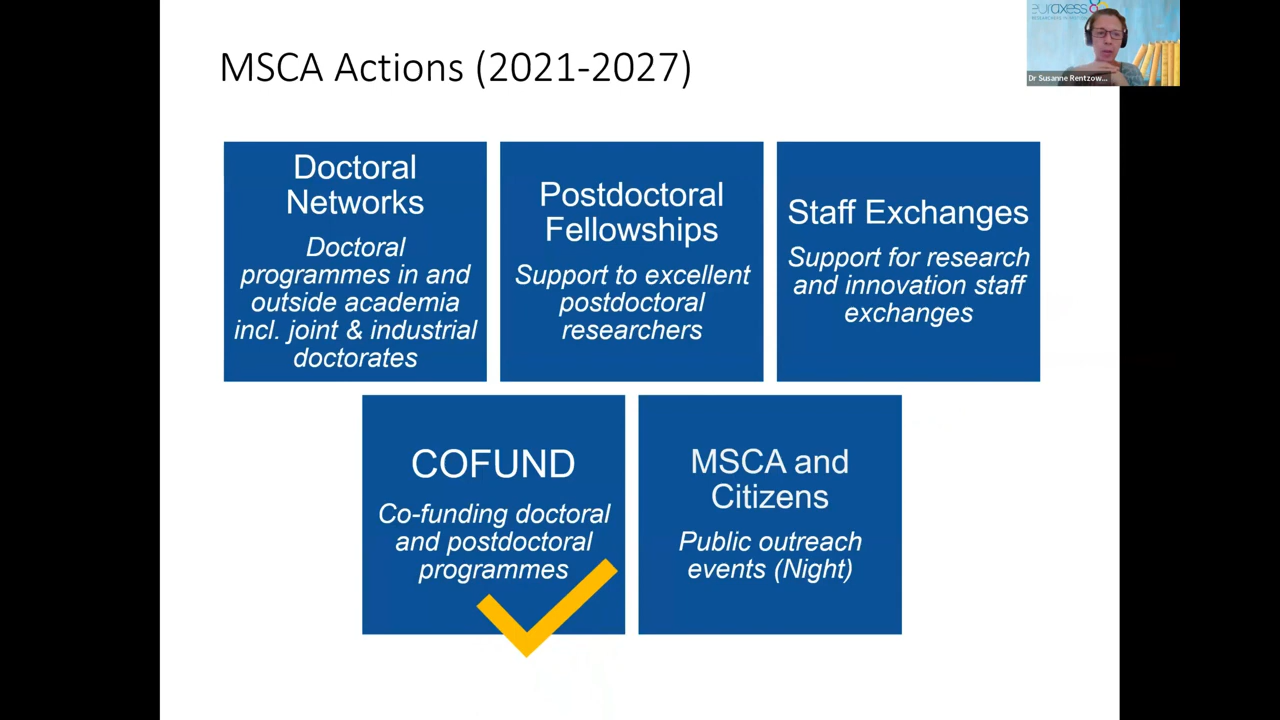 MSCA Actions (2021-2027)
euraxess
Dr Susanne Rentzow...
Doctoral
Networks
Doctoral
programmes in and
outside academia
incl. joint & industrial
doctorates
Postdoctoral
Fellowships
Support to excellent
postdoctoral
researchers
Staff Exchanges
Support for research
and innovation staff
exchanges
COFUND
Co-funding doctoral
and postdoctoral
programmes
MSCA and
Citizens
Public outreach
events (Night)